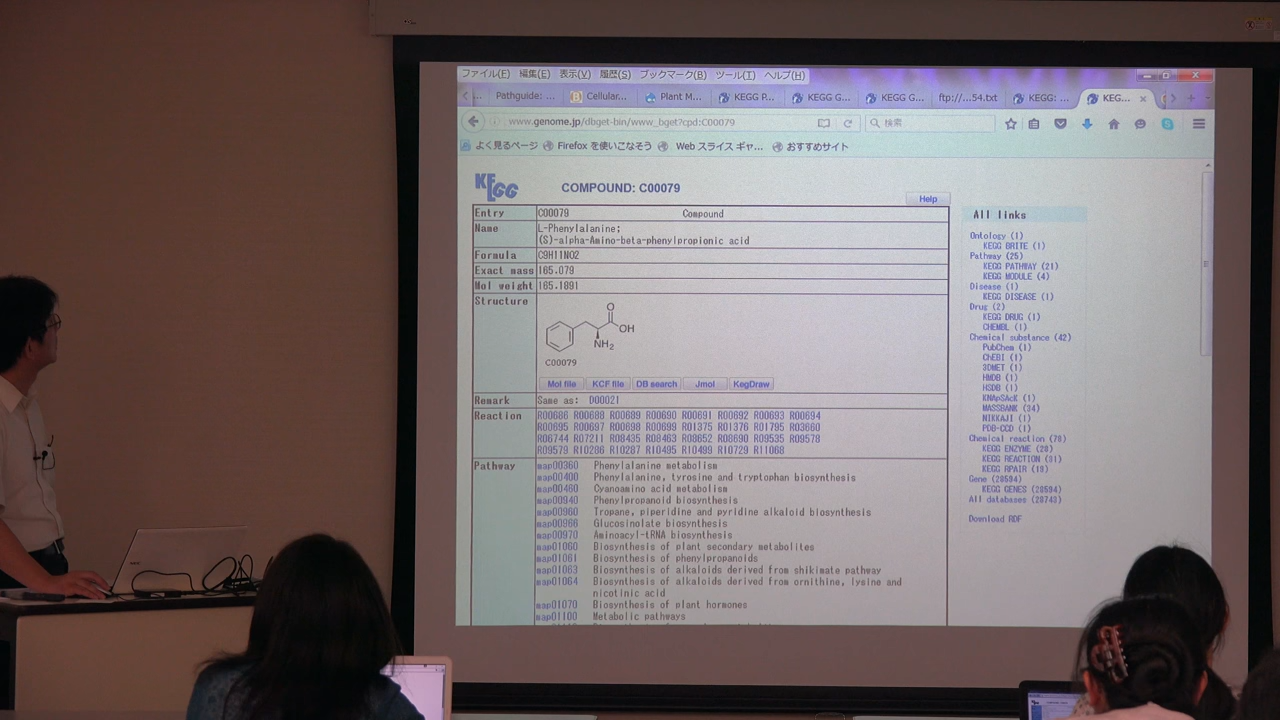 ファイル(F) 編集(E) 表示(V) 履歴(S) ブックマーク(B) ツール(T) ヘルプ(H)
... Pathguide: ... Cellular... Plant M... KEGG P... KEGG G... KEGG G... ftp://...54.txt KEGG: ... KEG...
www.genome.jp/dbget-bin/www_bget?cpd:C00079 検索
よく見るページ Firefox を使いこなそう Web スライス ギャ... おすすめサイト
KEGG COMPOUND: C00079
Help
Entry C00079 Compound
Name L-Phenylalanine;
(S)-alpha-Amino-beta-phenylpropionic acid
Formula C9H11NO2
Exact mass 165.079
Mol weight 165.1891
Structure
O
OH
NH2
C00079
Mol file KCF file DB search Jmol KegDraw
Remark Same as: D00021
Reaction R00686 R00688 R00689 R00690 R00691 R00692 R00693 R00694
R00695 R00697 R00698 R00699 R01375 R01376 R01795 R03660
R06744 R07211 R08435 R08463 R08652 R08690 R09535 R09578
R09579 R10286 R10287 R10495 R10499 R10729 R11068
Pathway map00360 Phenylalanine metabolism
map00400 Phenylalanine, tyrosine and tryptophan biosynthesis
map00460 Cyanoamino acid metabolism
map00940 Phenylpropanoid biosynthesis
map00960 Tropane, piperidine and pyridine alkaloid biosynthesis
map00966 Glucosinolate biosynthesis
map00970 Aminoacyl-tRNA biosynthesis
map01060 Biosynthesis of plant secondary metabolites
map01061 Biosynthesis of phenylpropanoids
map01063 Biosynthesis of alkaloids derived from shikimate pathway
map01064 Biosynthesis of alkaloids derived from ornithine, lysine and
nicotinic acid
map01070 Biosynthesis of plant hormones
map01100 Metabolic pathways
All links
Ontology (1)
KEGG BRITE (1)
Pathway (25)
KEGG PATHWAY (21)
KEGG MODULE (4)
Disease (1)
KEGG DISEASE (1)
Drug (2)
KEGG DRUG (1)
CHEMBL (1)
Chemical substance (42)
PubChem (1)
ChEBI (1)
3DMET (1)
HMDB (1)
HSDB (1)
KNApSAcK (1)
MASSBANK (34)
NIKKAJI (1)
PDB-CCD (1)
Chemical reaction (78)
KEGG ENZYME (28)
KEGG REACTION (31)
KEGG RPAIR (19)
Gene (28594)
KEGG GENES (28594)
All databases (28743)
Download RDF